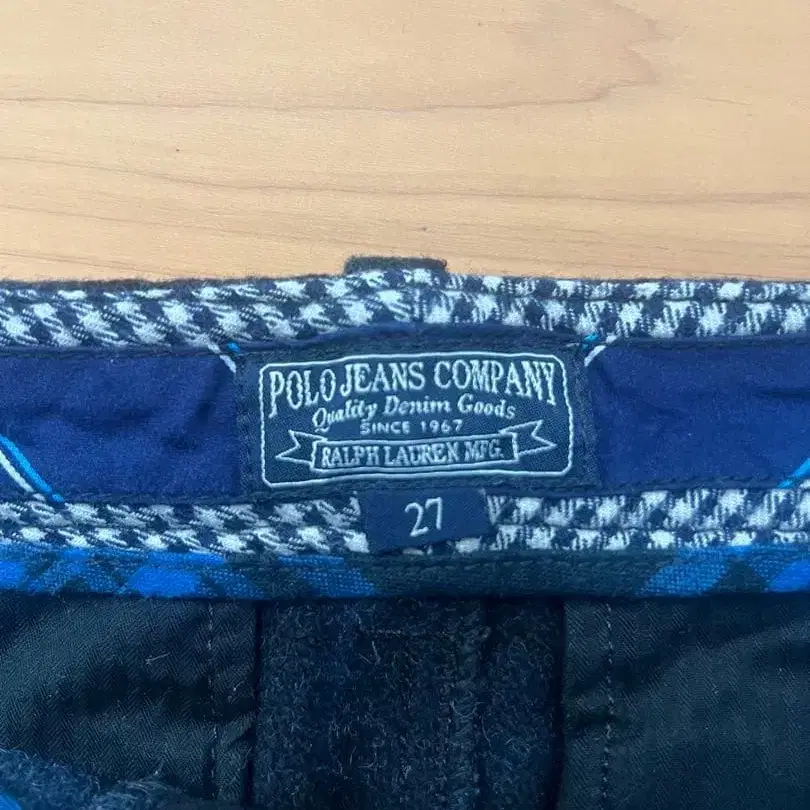 POLO JEANS COMPANY
Quality Denim Goods
SINCE 1967
RALPH LAUREN MFG.
27